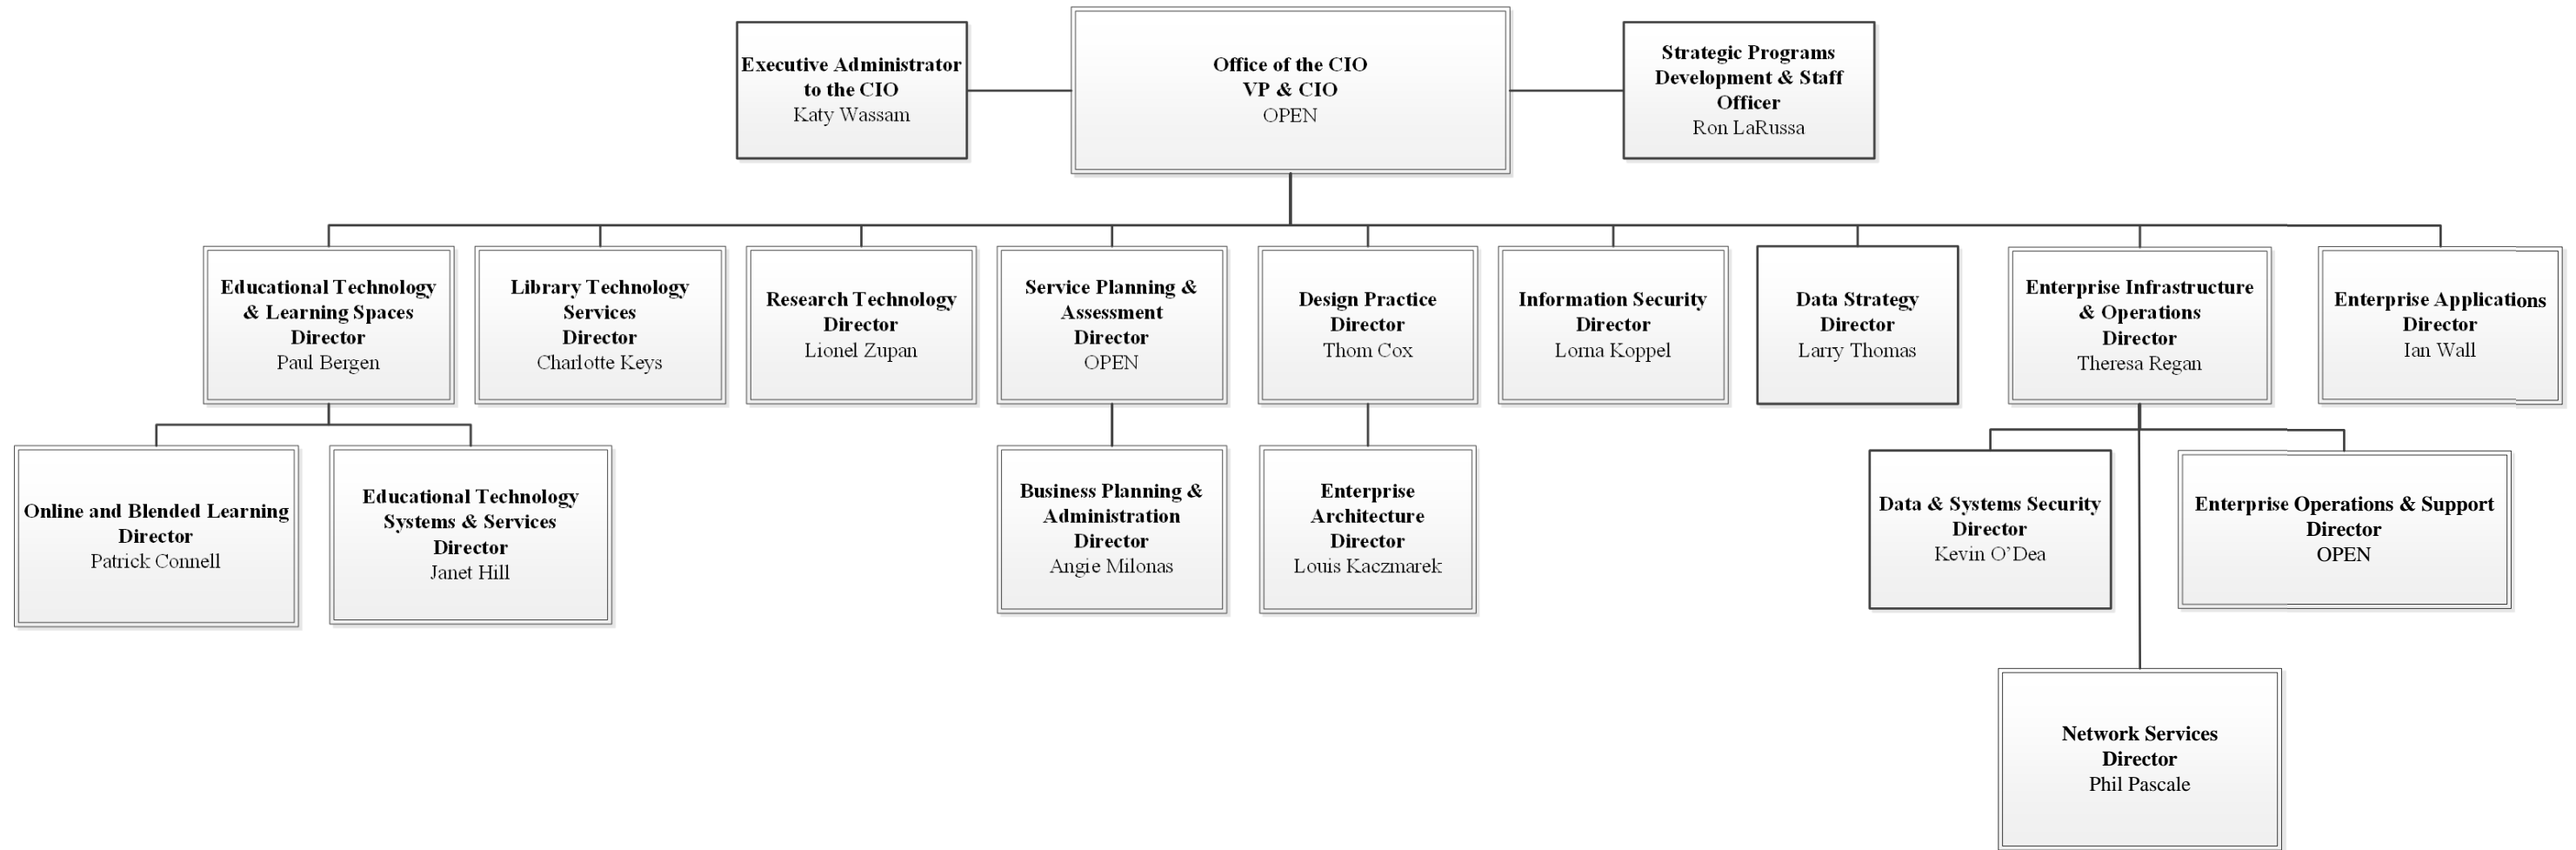 Executive Administrator
to the CIO
Katy Wassam
Office of the CIO
VP & CIO
OPEN
Strategic Programs
Development & Staff
Officer
Ron LaRussa
Educational Technology
& Learning Spaces
Director
Paul Bergen
Library Technology
Services
Director
Charlotte Keys
Research Technology
Director
Lionel Zupan
Service Planning &
Assessment
Director
OPEN
Design Practice
Director
Thom Cox
Information Security
Director
Lorna Koppel
Data Strategy
Director
Larry Thomas
Enterprise Infrastructure
& Operations
Director
Theresa Regan
Enterprise Applications
Director
Ian Wall
Online and Blended Learning
Director
Patrick Connell
Educational Technology
Systems & Services
Director
Janet Hill
Business Planning &
Administration
Director
Angie Milonas
Enterprise
Architecture
Director
Louis Kaczmarek
Data & Systems Security
Director
Kevin O’Dea
Enterprise Operations & Support
Director
OPEN
Network Services
Director
Phil Pascale